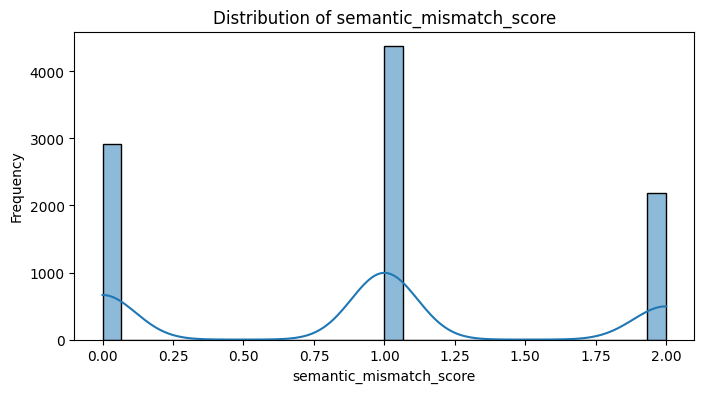 Distribution of semantic_mismatch_score
Frequency
4000
3000
2000
1000
0
0.00 0.25 0.50 0.75 1.00 1.25 1.50 1.75 2.00
semantic_mismatch_score